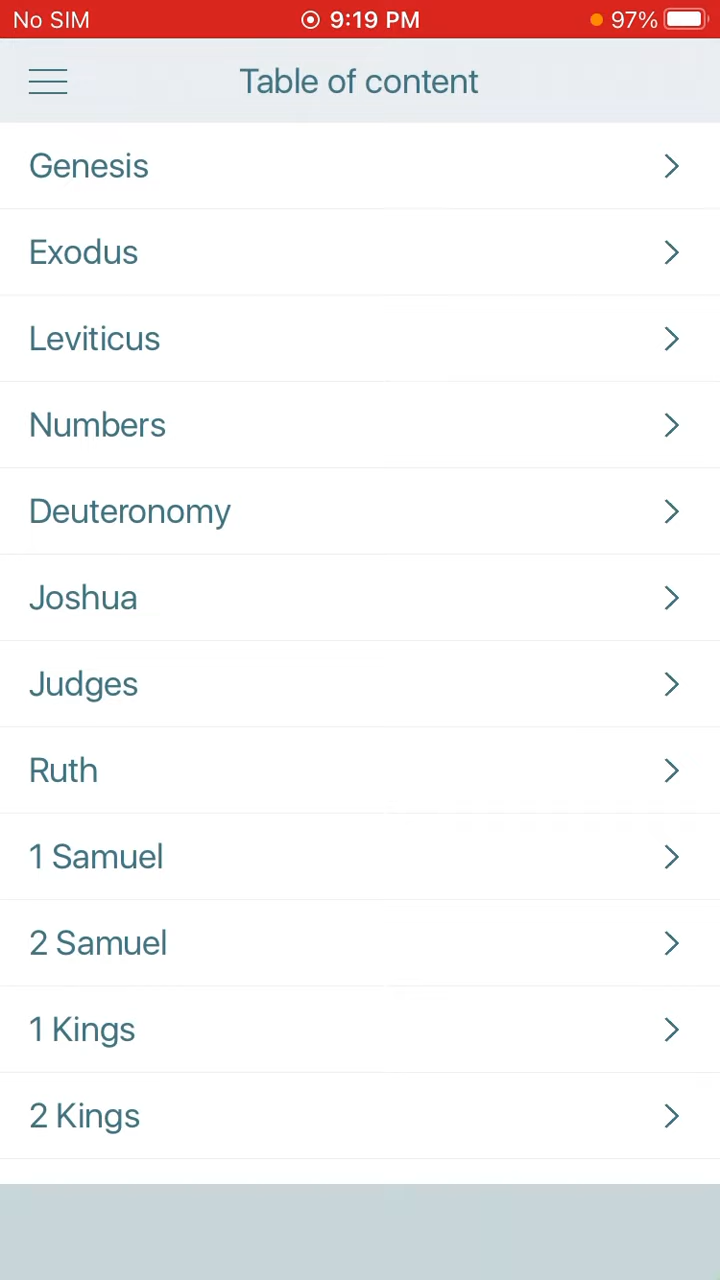 No SIM 9:19 PM 97%
Table of content
Genesis
Exodus
Leviticus
Numbers
Deuteronomy
Joshua
Judges
Ruth
1 Samuel
2 Samuel
1 Kings
2 Kings